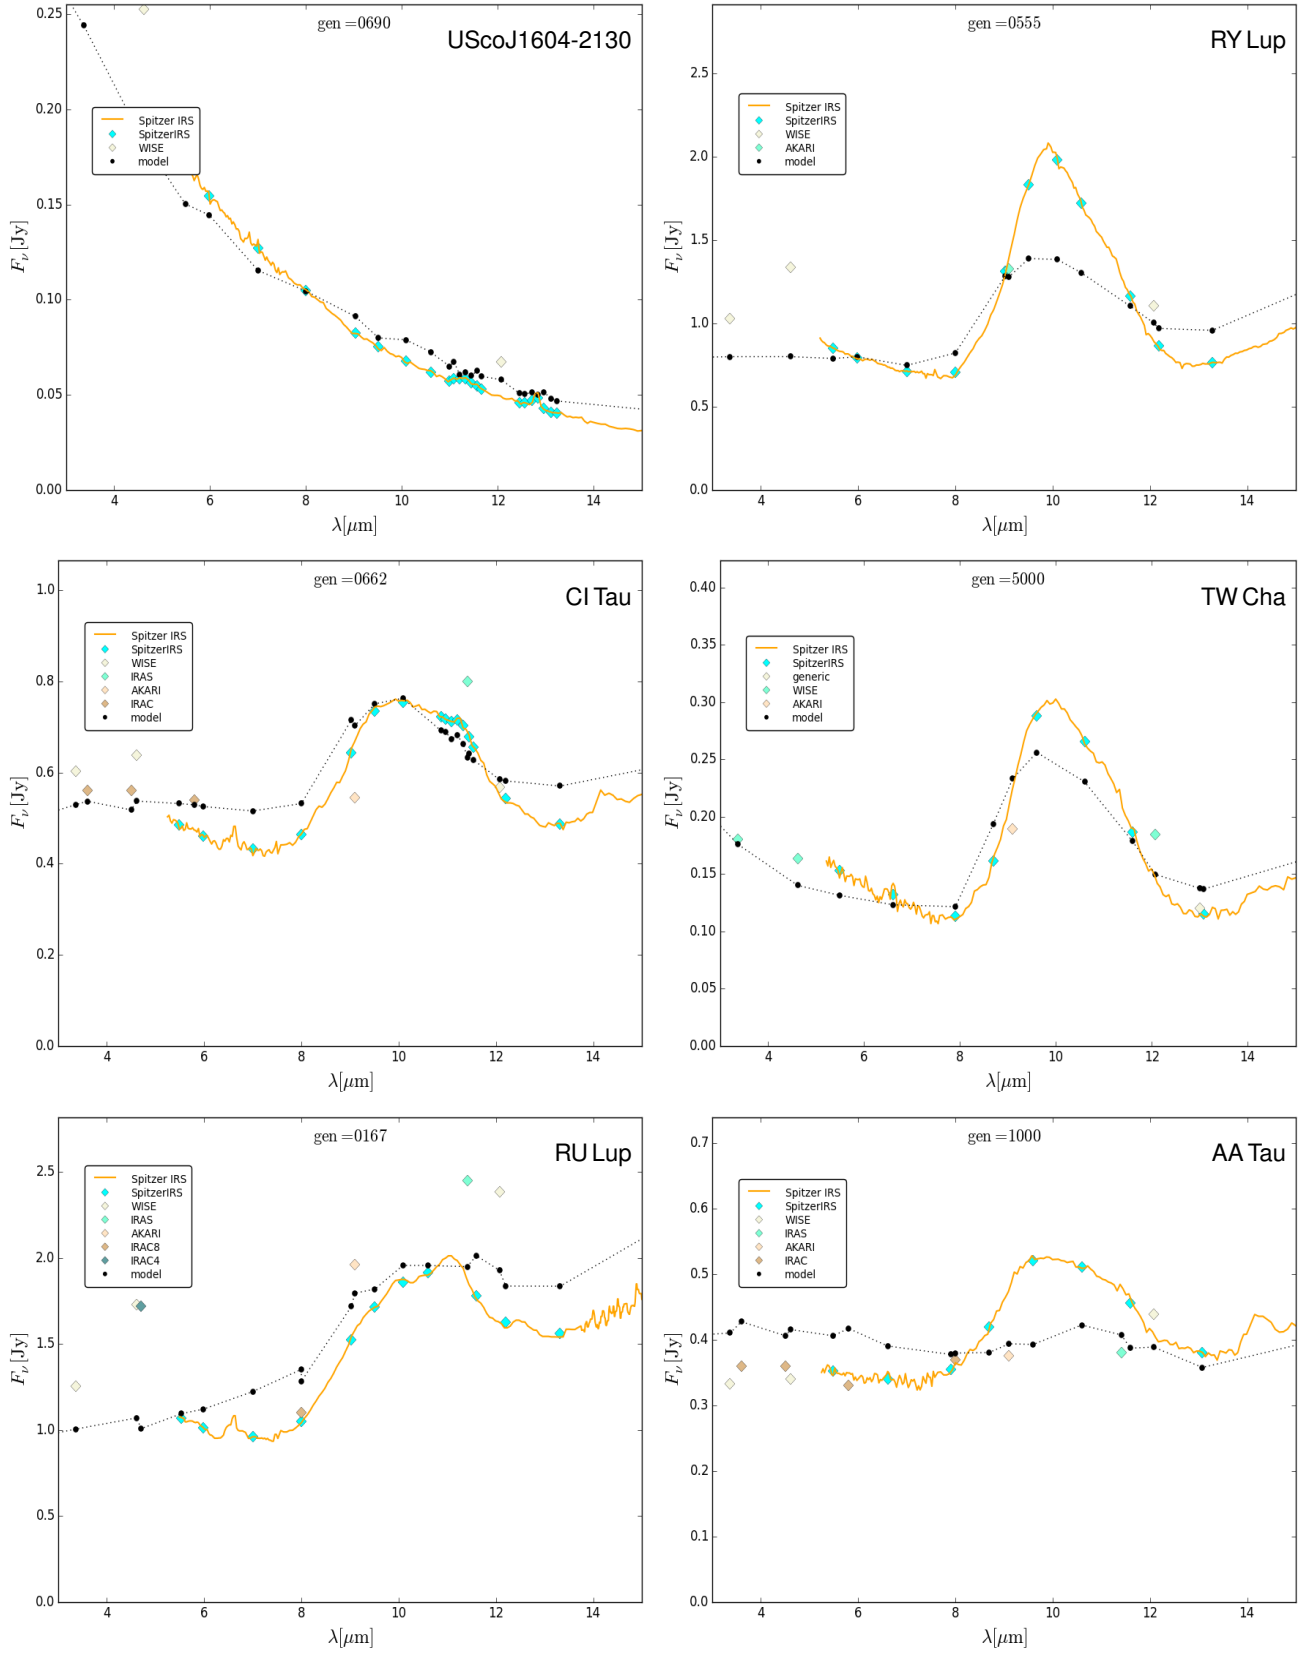 gen = 0690
UScoJ1604-2130
Spitzer IRS
SpitzerIRS
WISE
model
0.25
0.20
0.15
0.10
0.05
0.00
F_ν [Jy]
4 6 8 10 12 14
λ[μm]
gen = 0555
RY Lup
Spitzer IRS
SpitzerIRS
WISE
AKARI
model
2.5
2.0
1.5
1.0
0.5
0.0
F_ν [Jy]
4 6 8 10 12 14
λ[μm]
gen = 0662
CI Tau
Spitzer IRS
SpitzerIRS
WISE
IRAS
AKARI
IRAC
model
1.0
0.8
0.6
0.4
0.2
0.0
F_ν [Jy]
4 6 8 10 12 14
λ[μm]
gen = 5000
TW Cha
Spitzer IRS
SpitzerIRS
generic
WISE
AKARI
model
0.40
0.35
0.30
0.25
0.20
0.15
0.10
0.05
0.00
F_ν [Jy]
4 6 8 10 12 14
λ[μm]
gen = 0167
RU Lup
Spitzer IRS
SpitzerIRS
WISE
IRAS
AKARI
IRAC8
IRAC4
model
2.5
2.0
1.5
1.0
0.5
0.0
F_ν [Jy]
4 6 8 10 12 14
λ[μm]
gen = 1000
AA Tau
Spitzer IRS
SpitzerIRS
WISE
IRAS
AKARI
IRAC
model
0.7
0.6
0.5
0.4
0.3
0.2
0.1
0.0
F_ν [Jy]
4 6 8 10 12 14
λ[μm]